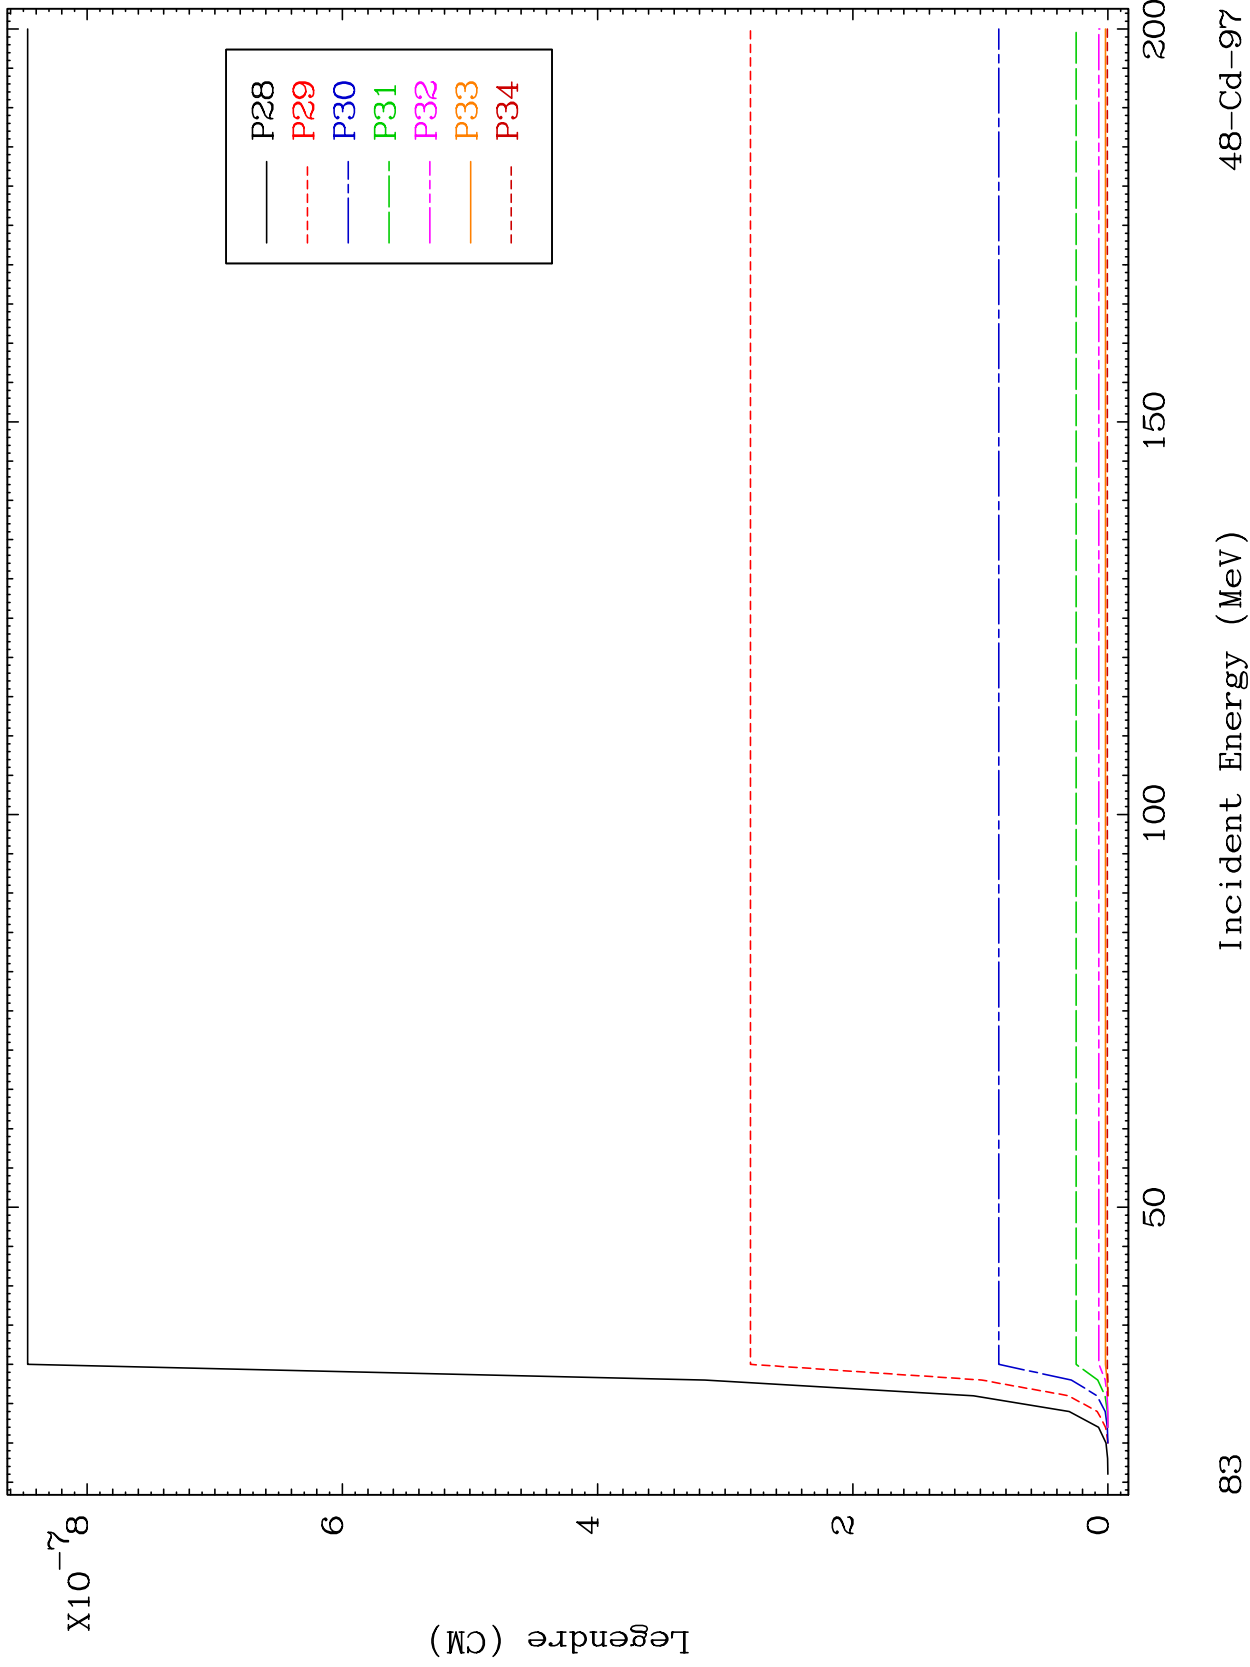 X10-7
8
6
4
2
0
Legendre (CM)
P28
P29
P30
P31
P32
P33
P34
50
100
150
200
Incident Energy (MeV)
83
48-Cd-97